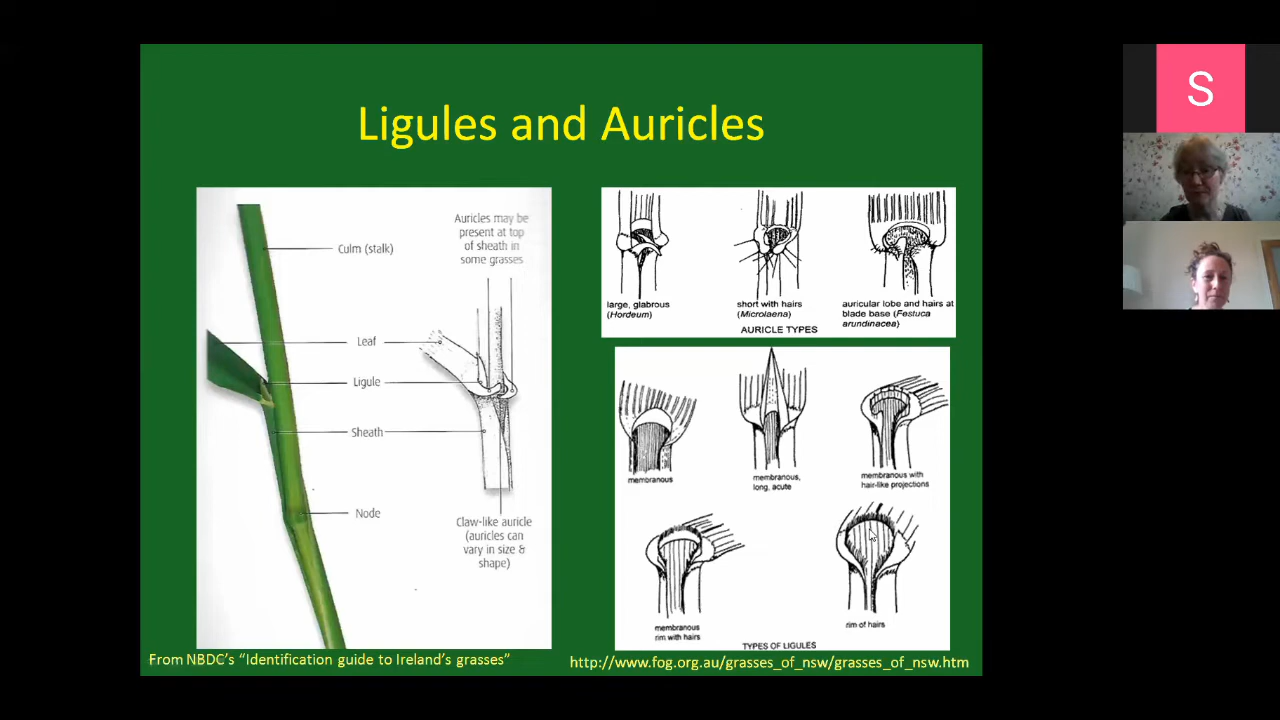 Ligules and Auricles
Culm (stalk)
Leaf
Ligule
Sheath
Node
Auricles may be
present at top
of sheath in
some grasses
Claw-like auricle
(auricles can
vary in size &
shape)
From NBDC's "Identification guide to Ireland's grasses"
large, glabrous
(Hordeum)
short with hairs
(Microlaena)
auricular lobe and hairs at
blade base (Festuca
arundinacea)
AURICLE TYPES
membranous
membranous,
long, acute
membranous with
hair-like projections
membranous
rim with hairs
rim of hairs
TYPES OF LIGULES
http://www.fog.org.au/grasses_of_nsw/grasses_of_nsw.htm
S